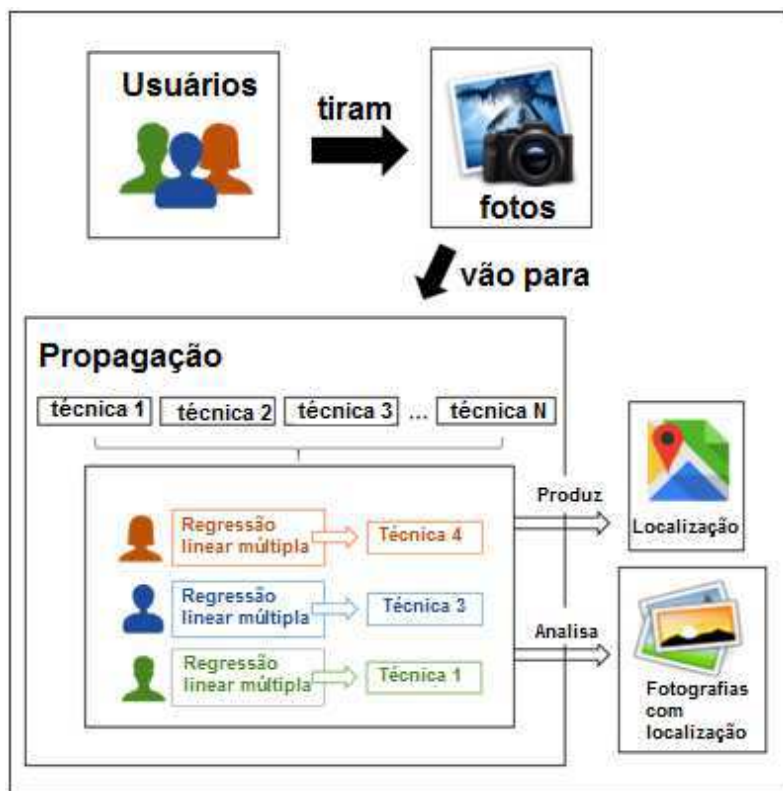 Usuários
tiram
fotos
vão para
Propagação
técnica 1
técnica 2
técnica 3
...
técnica N
Regressão
linear múltipla
Técnica 4
Regressão
linear múltipla
Técnica 3
Regressão
linear múltipla
Técnica 1
Produz
Localização
Analisa
Fotografias
com
localização